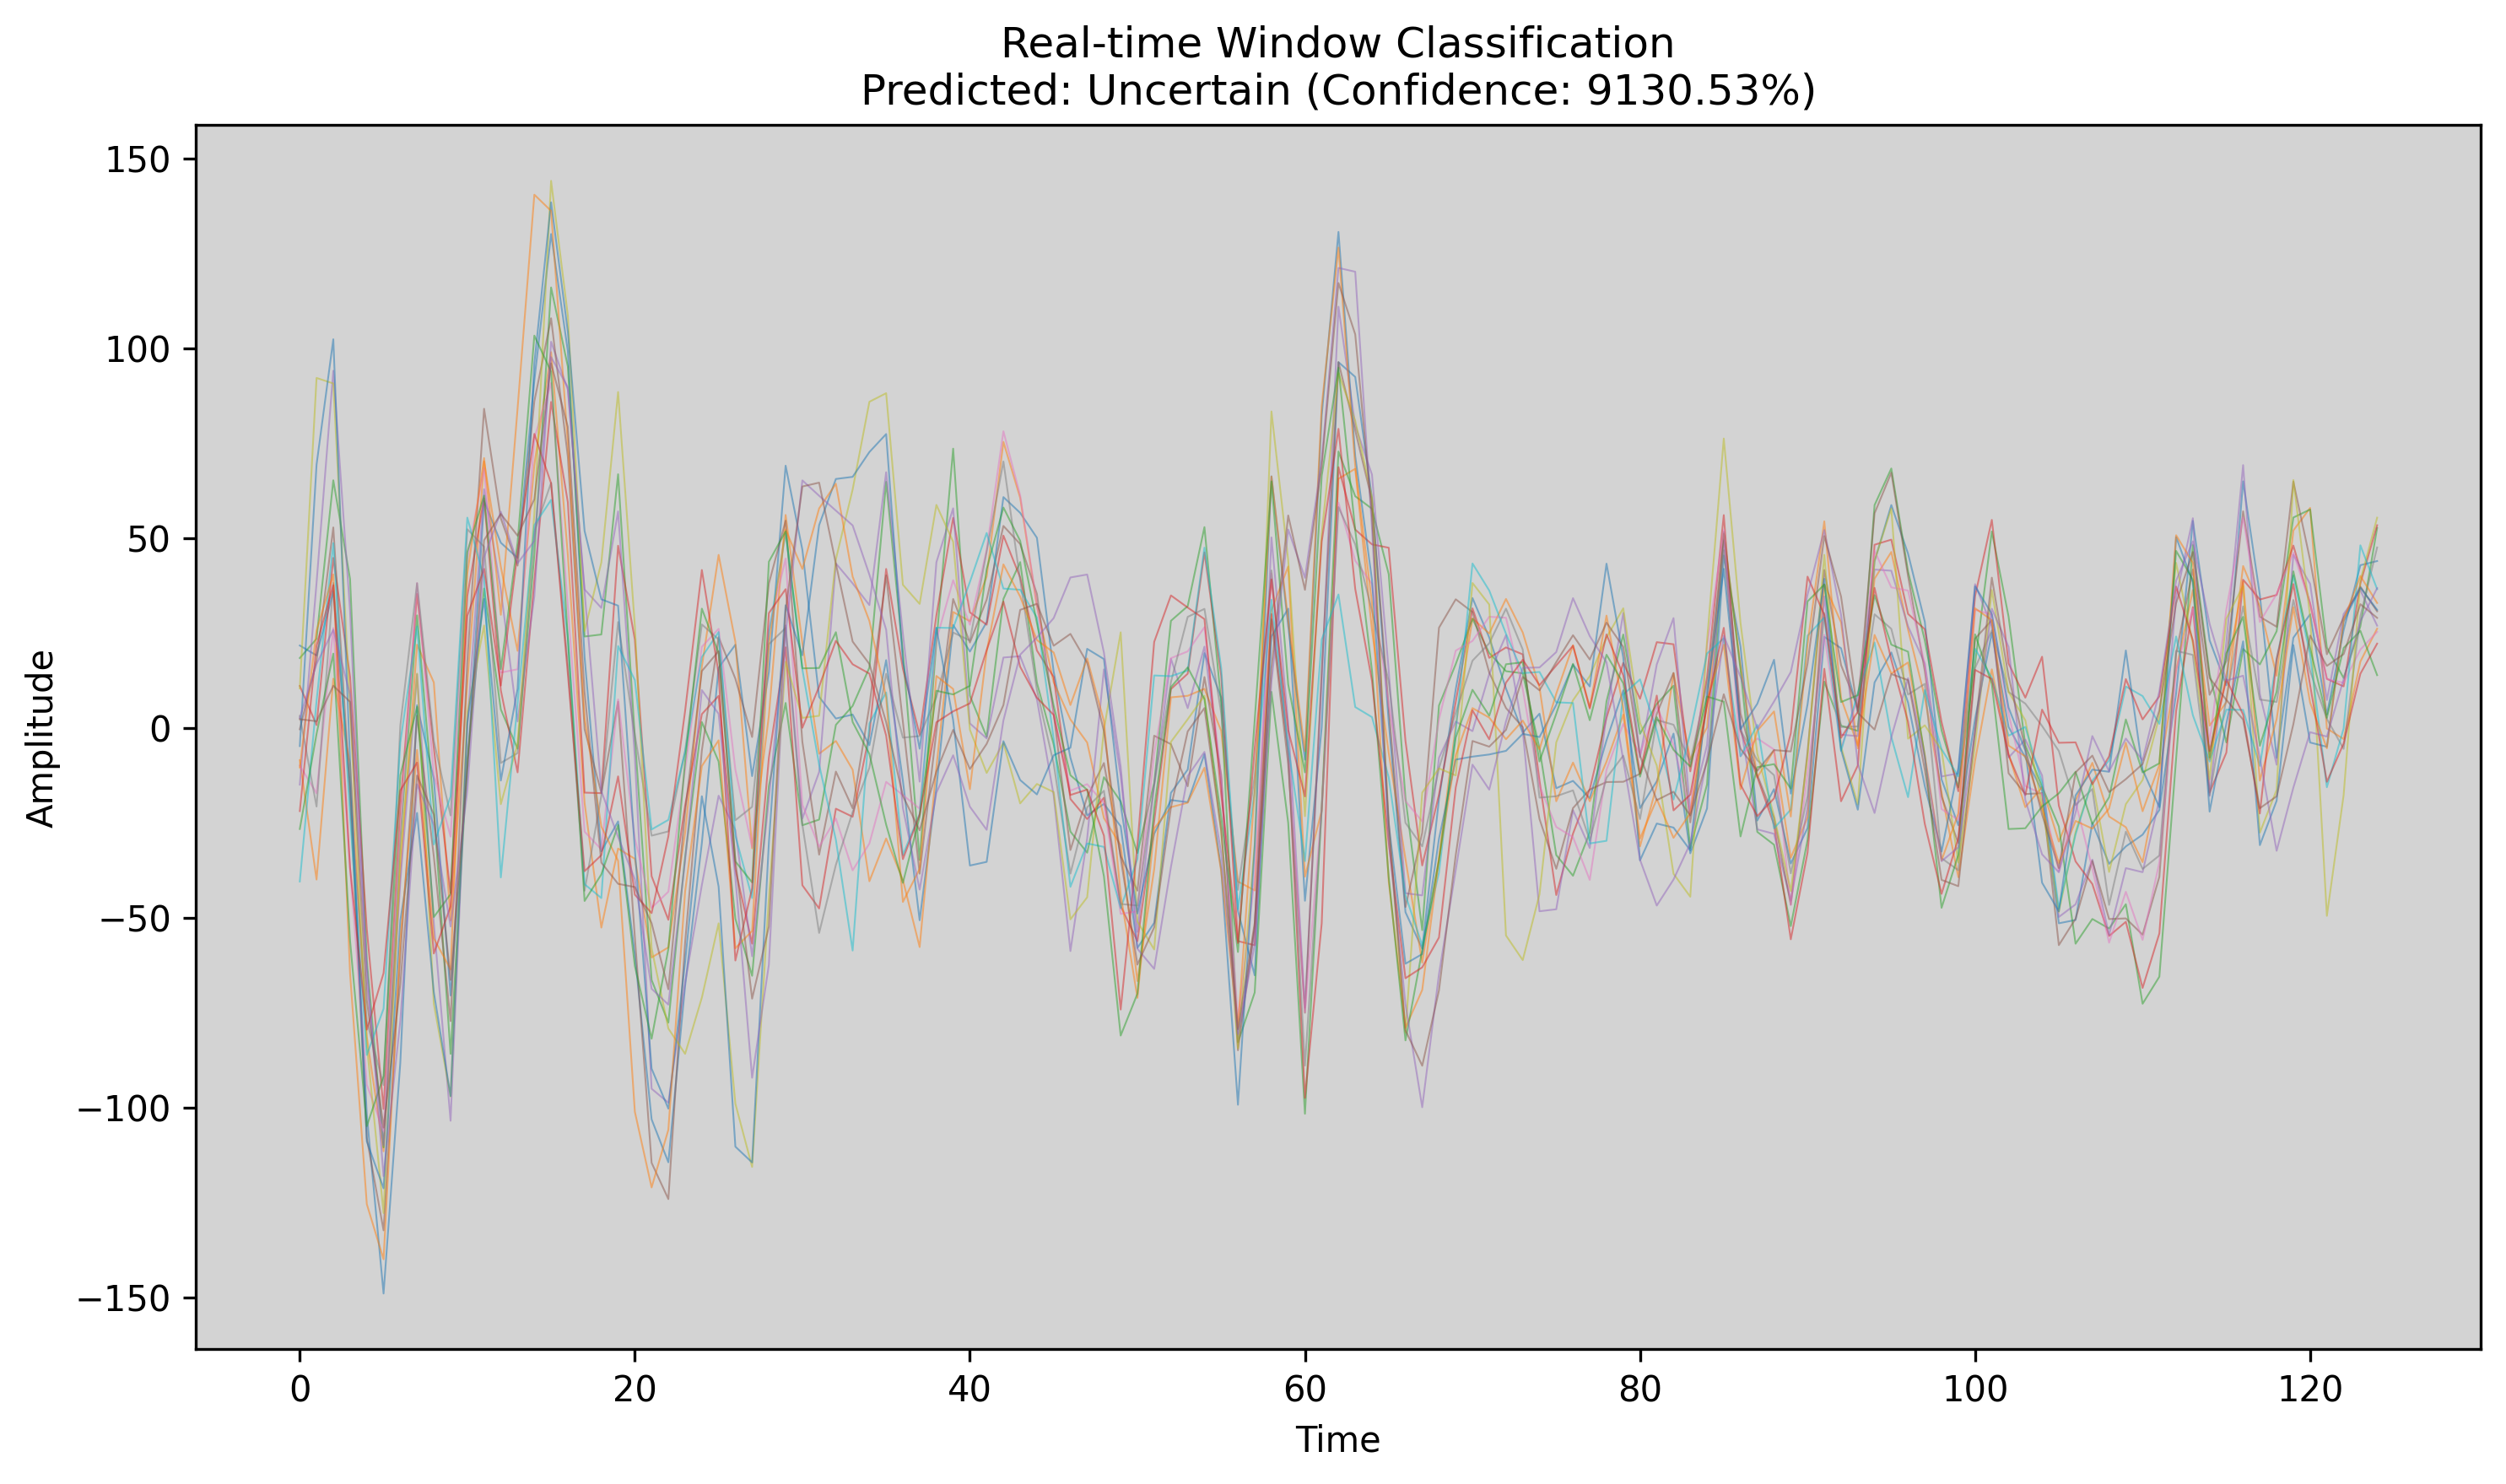 Real-time Window Classification
Predicted: Uncertain (Confidence: 9130.53%)
150
100
50
0
−50
−100
−150
Amplitude
0 20 40 60 80 100 120
Time